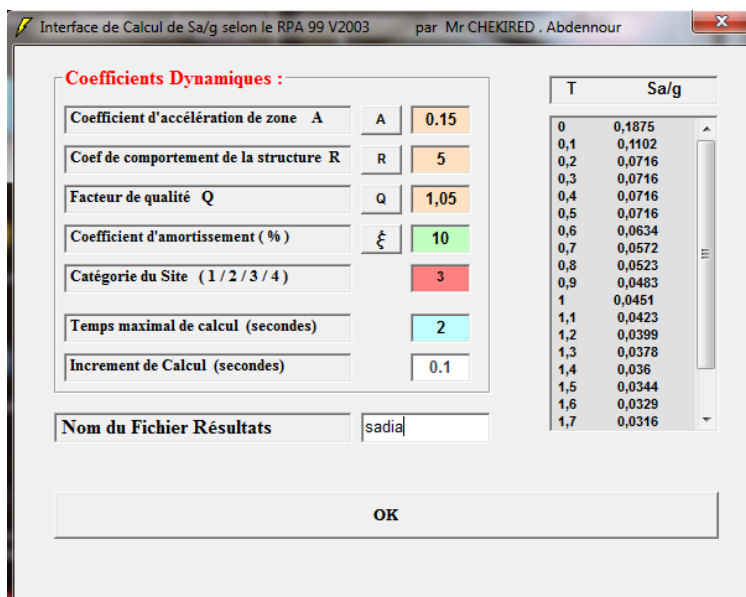 Interface de Calcul de Sa/g selon le RPA 99 V2003 par Mr CHEKIRED . Abdennour
Coefficients Dynamiques :
Coefficient d'accélération de zone A A 0.15
Coef de comportement de la structure R R 5
Facteur de qualité Q Q 1,05
Coefficient d'amortissement ( % ) ξ 10
Catégorie du Site ( 1 / 2 / 3 / 4 ) 3
Temps maximal de calcul (secondes) 2
Increment de Calcul (secondes) 0.1
Nom du Fichier Résultats sadia
T Sa/g
0 0,1875
0,1 0,1102
0,2 0,0716
0,3 0,0716
0,4 0,0716
0,5 0,0716
0,6 0,0634
0,7 0,0572
0,8 0,0523
0,9 0,0483
1 0,0451
1,1 0,0423
1,2 0,0399
1,3 0,0378
1,4 0,036
1,5 0,0344
1,6 0,0329
1,7 0,0316
OK